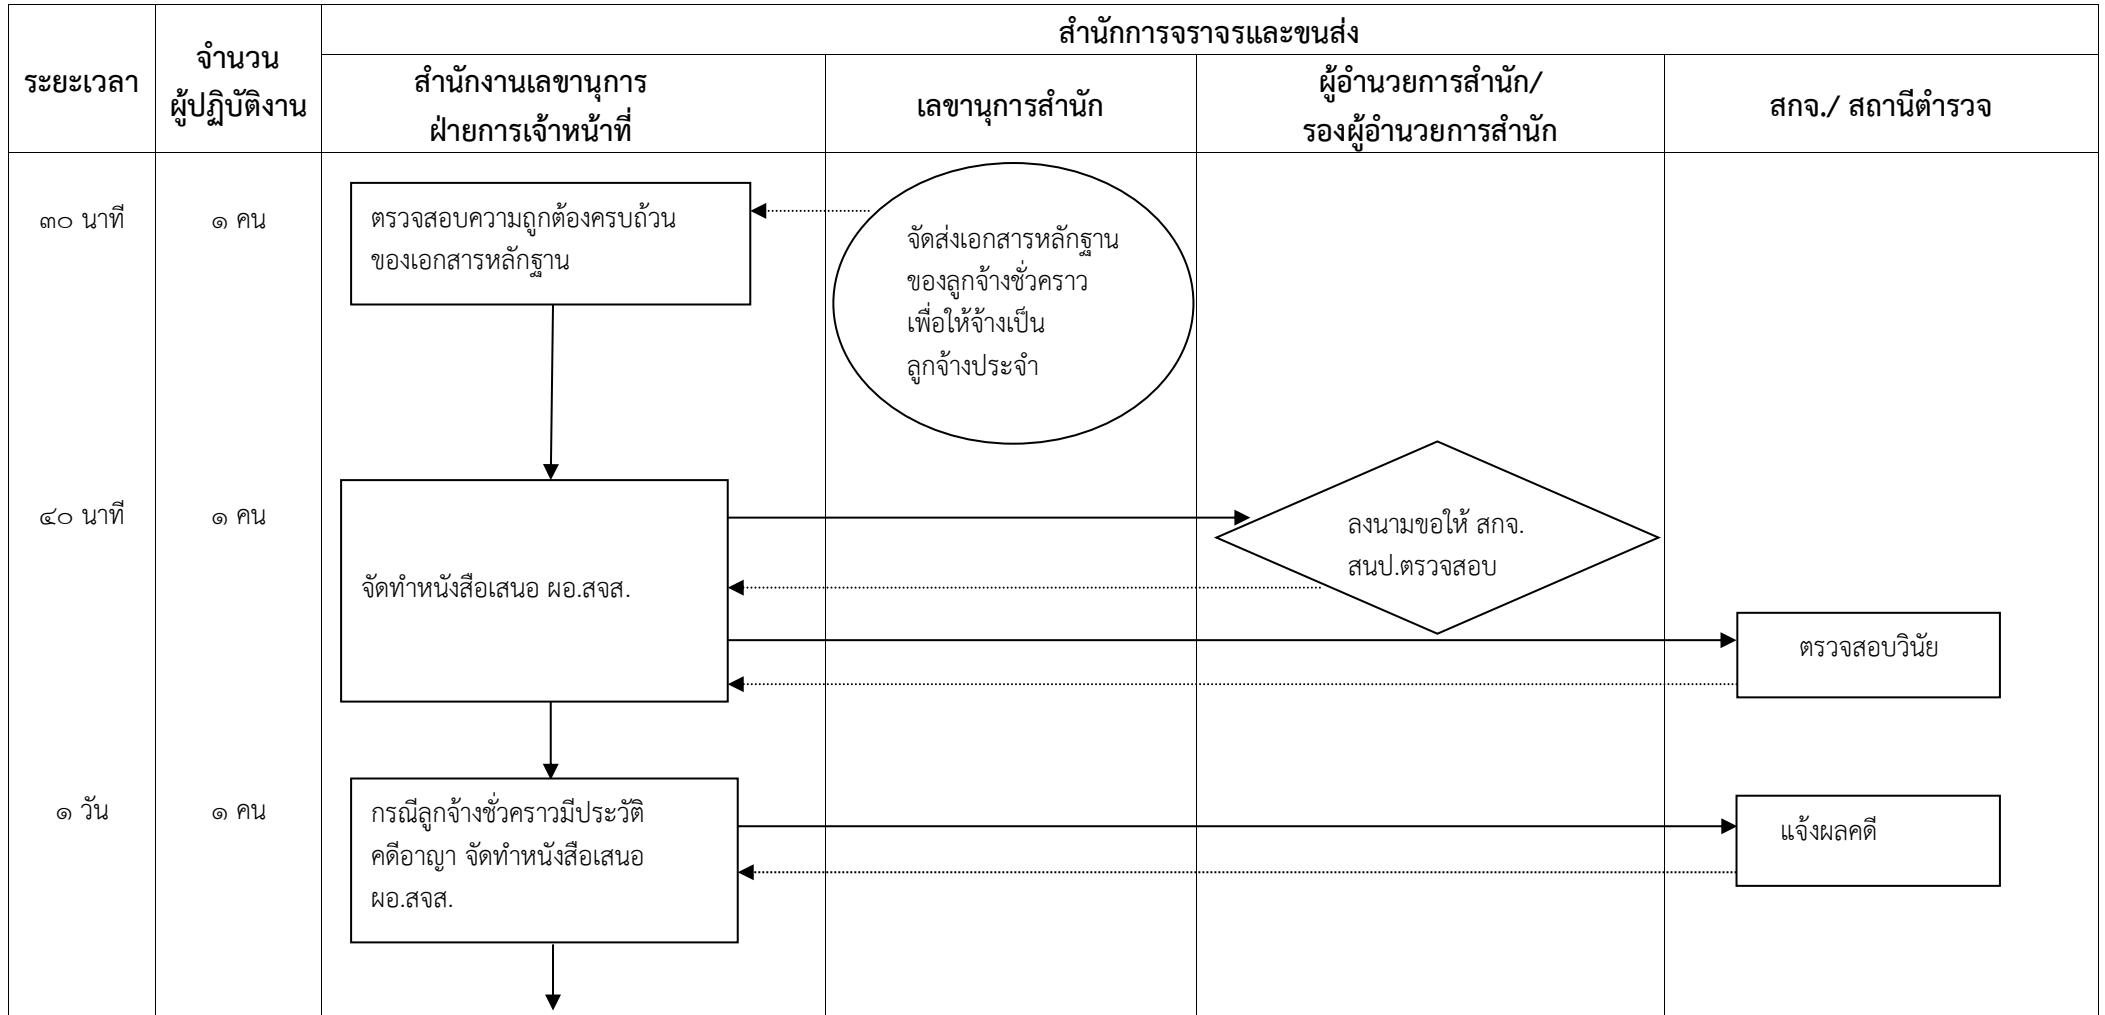 สำนักการจราจรและขนส่ง
ระยะเวลา
จำนวน
ผู้ปฏิบัติงาน
สำนักงานเลขานุการ
ฝ่ายการเจ้าหน้าที่
เลขานุการสำนัก
ผู้อำนวยการสำนัก/
รองผู้อำนวยการสำนัก
สกจ./ สถานีตำรวจ
๓๐ นาที
๑ คน
ตรวจสอบความถูกต้องครบถ้วน
ของเอกสารหลักฐาน
จัดส่งเอกสารหลักฐาน
ของลูกจ้างชั่วคราว
เพื่อให้จ้างเป็น
ลูกจ้างประจำ
๔๐ นาที
๑ คน
จัดทำหนังสือเสนอ ผอ.สจส.
ลงนามขอให้ สกจ.
สนป.ตรวจสอบ
ตรวจสอบวินัย
๑ วัน
๑ คน
กรณีลูกจ้างชั่วคราวมีประวัติ
คดีอาญา จัดทำหนังสือเสนอ
ผอ.สจส.
แจ้งผลคดี